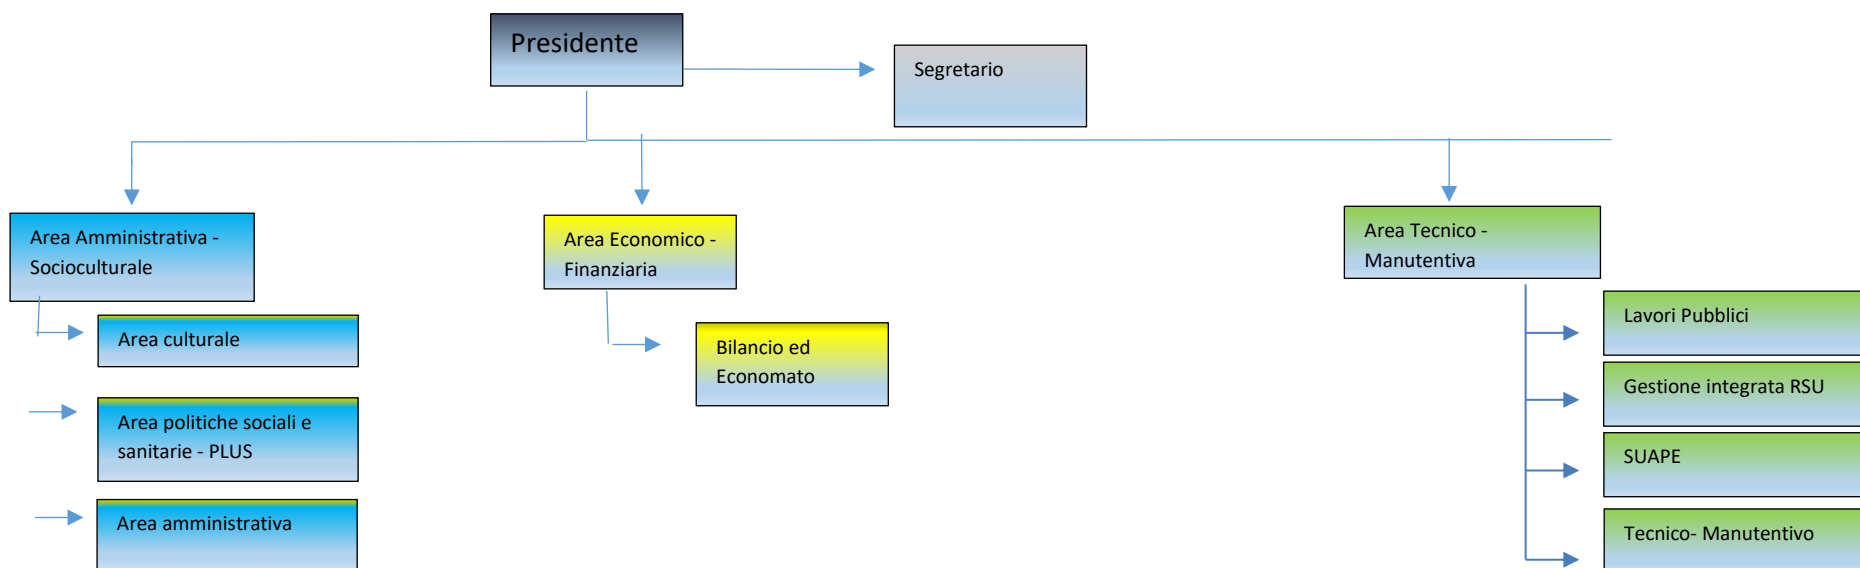 Presidente
Segretario
Area Amministrativa -
Socioculturale
Area culturale
Area politiche sociali e
sanitarie - PLUS
Area amministrativa
Area Economico -
Finanziaria
Bilancio ed
Economato
Area Tecnico -
Manutentiva
Lavori Pubblici
Gestione integrata RSU
SUAPE
Tecnico- Manutentivo